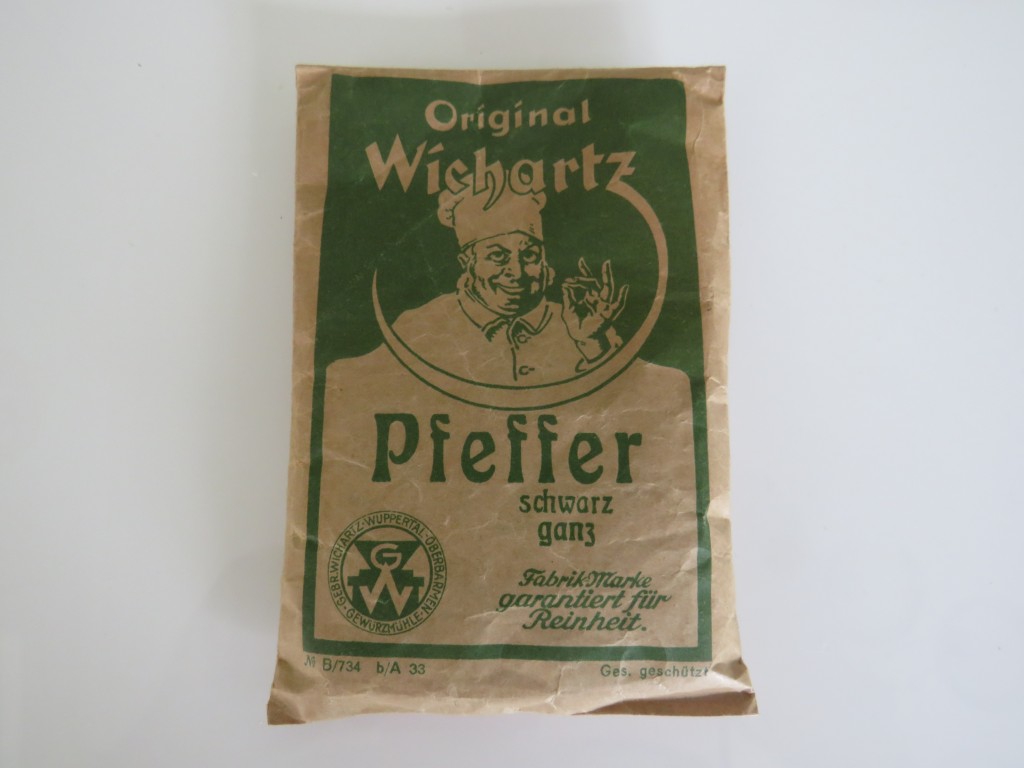 Original
Wichartz
Pfeffer
schwarz
ganz
GEBR. WICHARTZ · WUPPERTAL-OBERBARMEN ·
· GEWÜRZMÜHLE ·
G
W
Fabrik-Marke
garantiert für
Reinheit.
№ B/734 b/A 33
Ges. geschützt